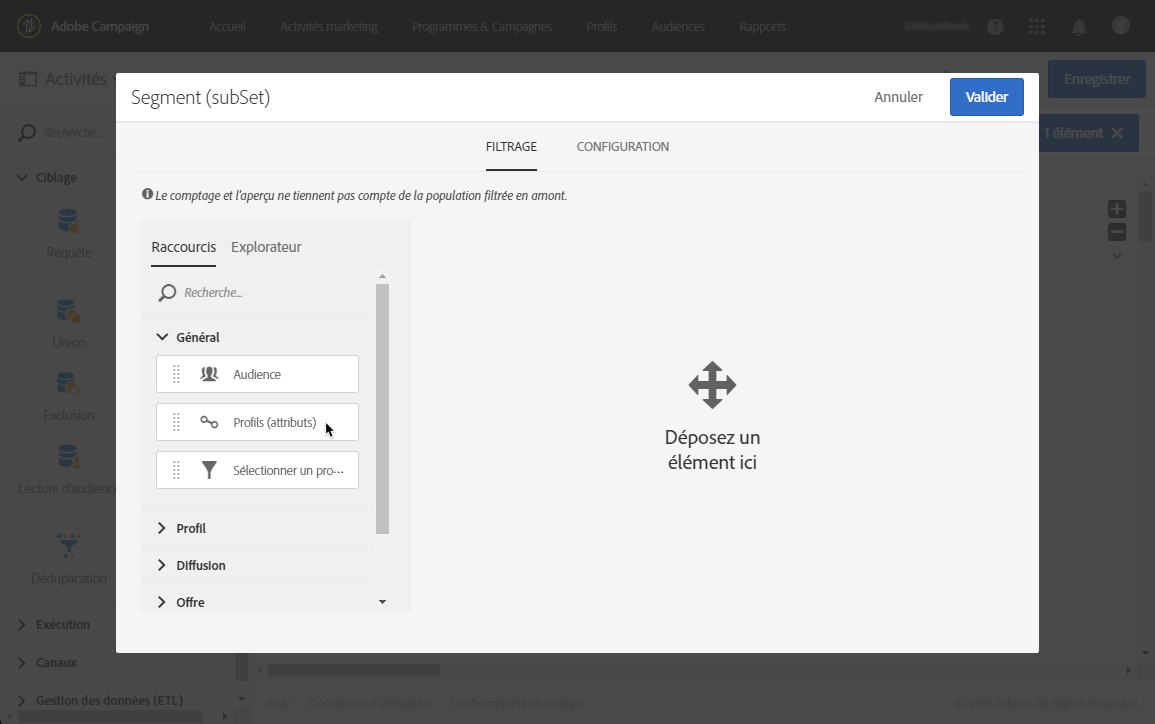 Adobe Campaign
Accueil
Activités marketing
Programmes & Campagnes
Profils
Audiences
Rapports
Activités
Enregistrer
Segment (subSet)
Annuler
Valider
Recherche...
1 élément
FILTRAGE
CONFIGURATION
Ciblage
Le comptage et l'aperçu ne tiennent pas compte de la population filtrée en amont.
Requête
Union
Exclusion
Lecture d'audience
Déduplication
Exécution
Canaux
Gestion des données (ETL)
Raccourcis
Explorateur
Recherche...
Général
Audience
Profils (attributs)
Sélectionner un pro···
Profil
Diffusion
Offre
Déposez un
élément ici
Aide
Conditions d'utilisation
Confidentialité et cookies
© 2019 Adobe. All Rights Reserved.